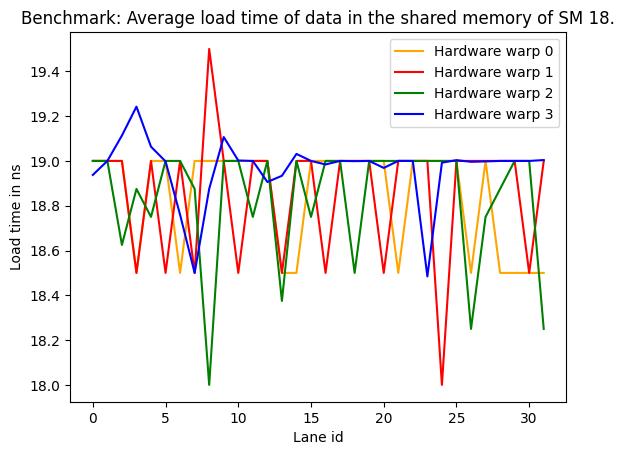 Benchmark: Average load time of data in the shared memory of SM 18.
Hardware warp 0
Hardware warp 1
Hardware warp 2
Hardware warp 3
Load time in ns
19.4
19.2
19.0
18.8
18.6
18.4
18.2
18.0
0 5 10 15 20 25 30
Lane id